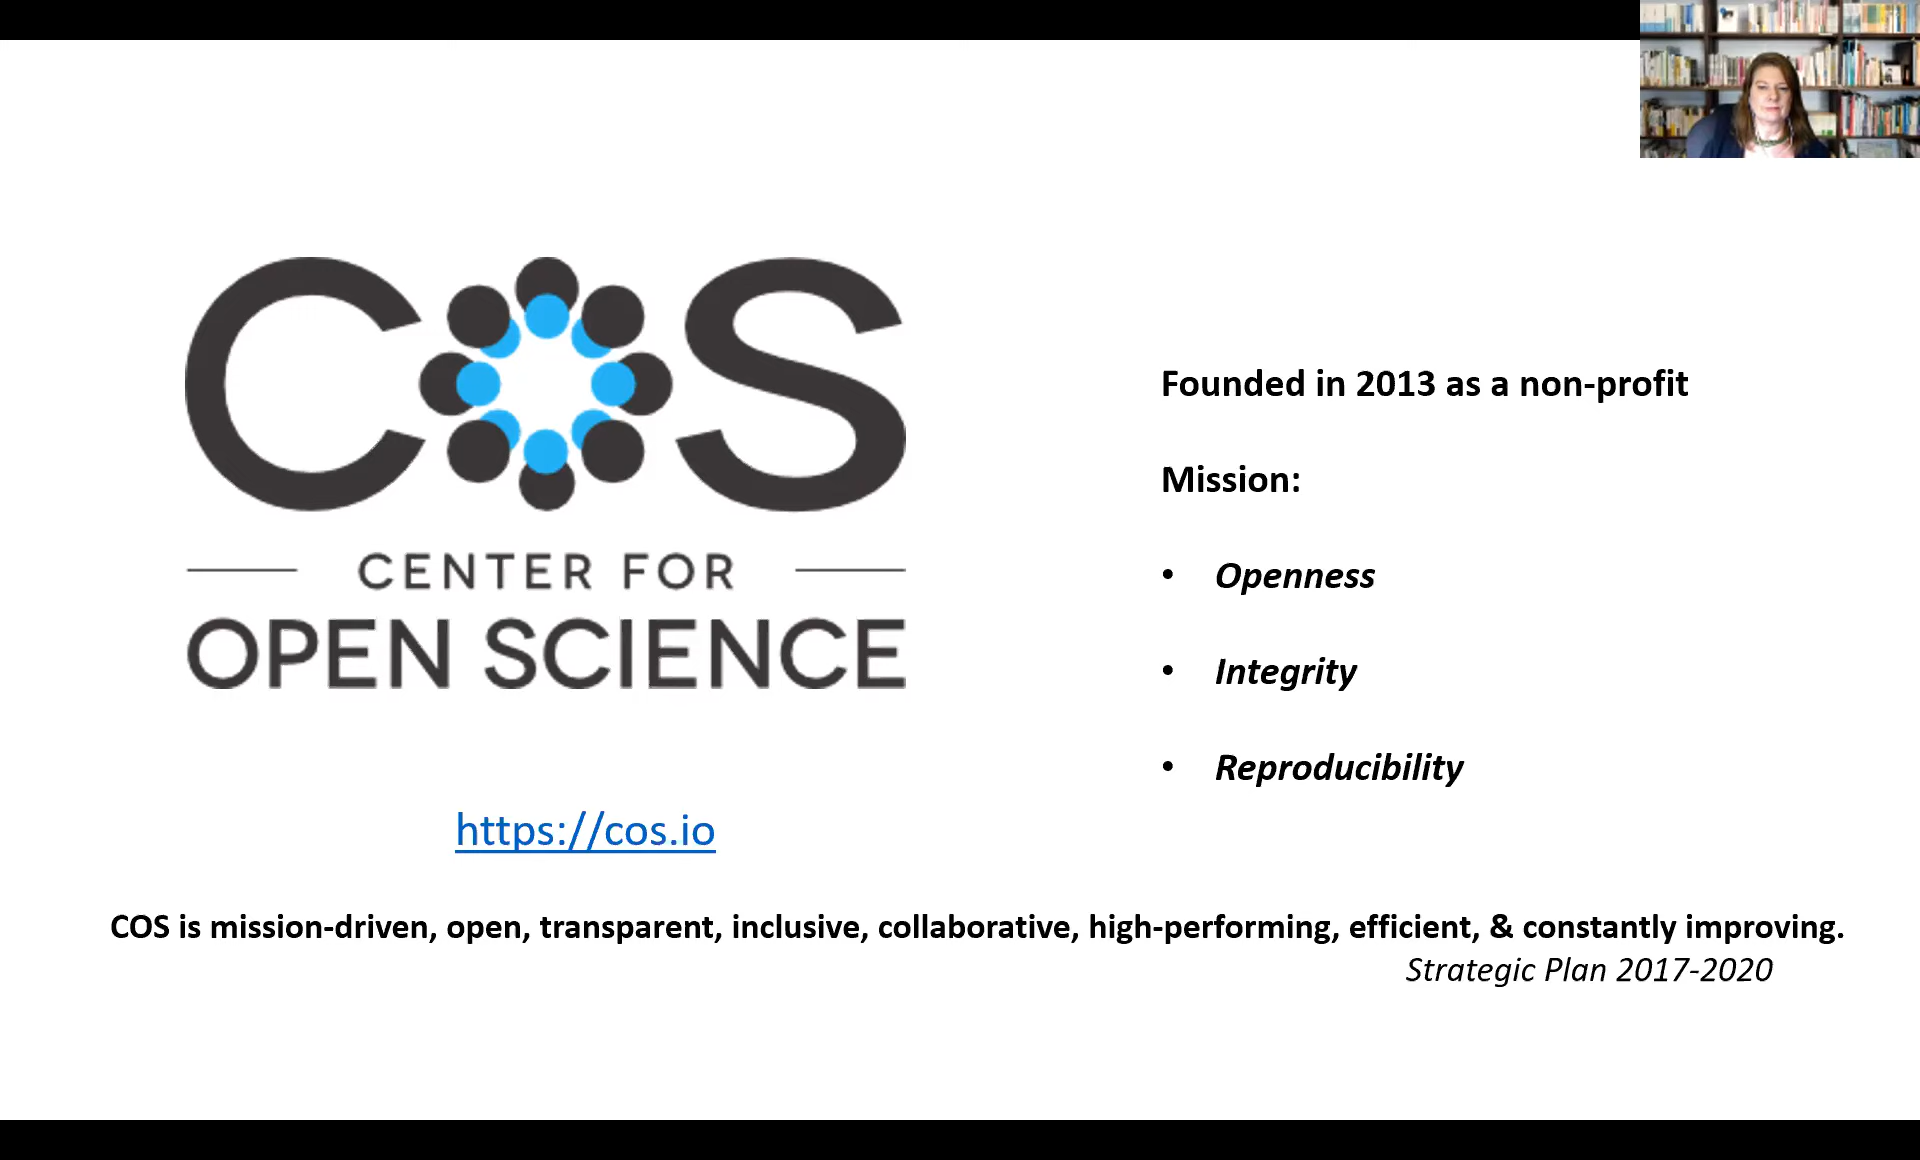 COS
CENTER FOR
OPEN SCIENCE
https://cos.io
Founded in 2013 as a non-profit
Mission:
• Openness
• Integrity
• Reproducibility
COS is mission-driven, open, transparent, inclusive, collaborative, high-performing, efficient, & constantly improving.
Strategic Plan 2017-2020